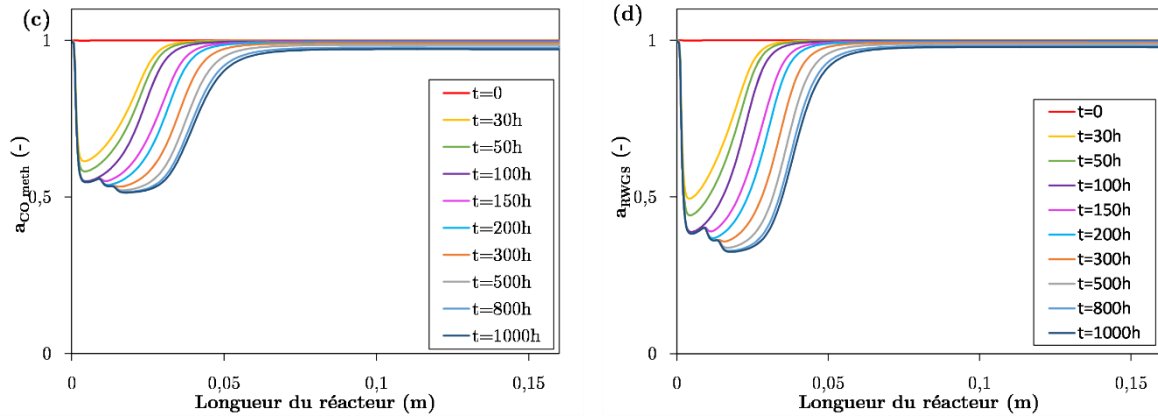 (c)
1
0,5
0
a_CO_meth (-)
t=0
t=30h
t=50h
t=100h
t=150h
t=200h
t=300h
t=500h
t=800h
t=1000h
0
0,05
0,1
0,15
Longueur du réacteur (m)
(d)
1
0,5
0
a_RWGS (-)
t=0
t=30h
t=50h
t=100h
t=150h
t=200h
t=300h
t=500h
t=800h
t=1000h
0
0,05
0,1
0,15
Longueur du réacteur (m)